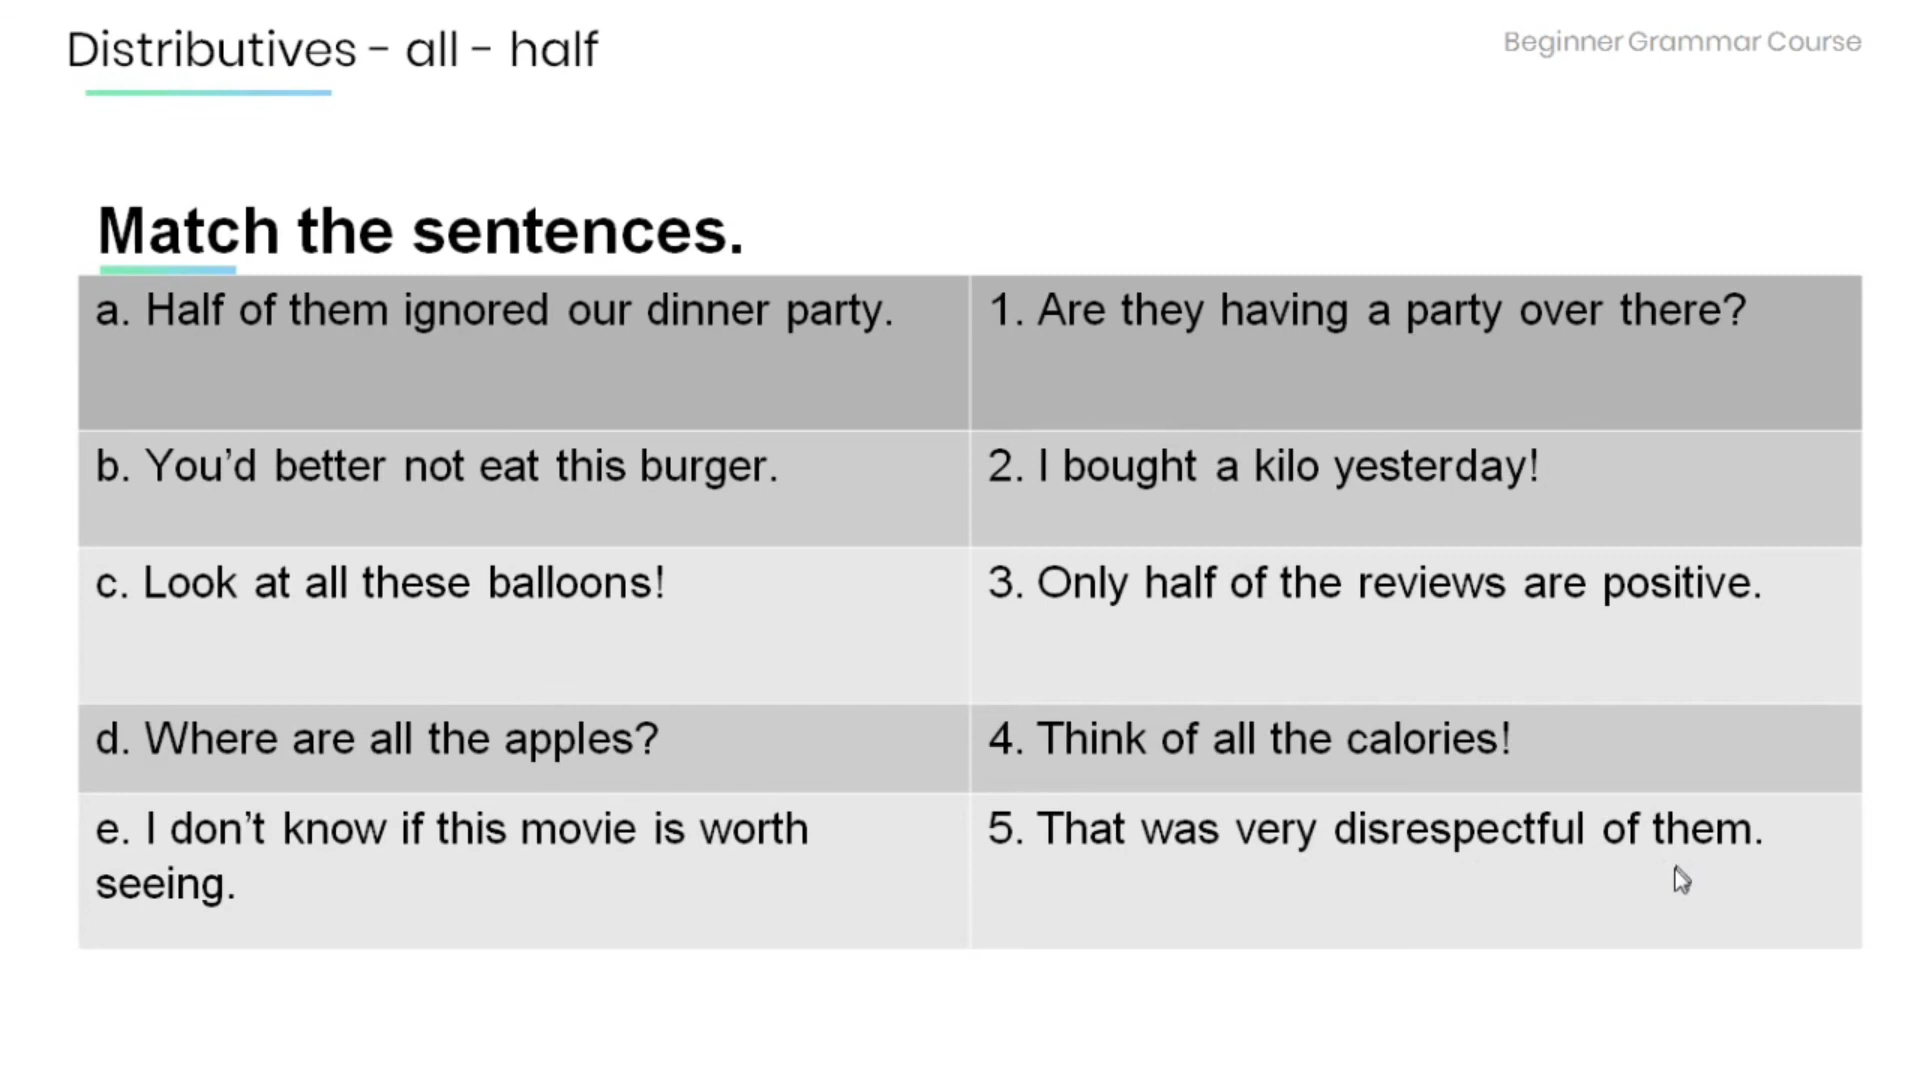 Distributives - all - half
Beginner Grammar Course
Match the sentences.
a. Half of them ignored our dinner party.
1. Are they having a party over there?
b. You’d better not eat this burger.
2. I bought a kilo yesterday!
c. Look at all these balloons!
3. Only half of the reviews are positive.
d. Where are all the apples?
4. Think of all the calories!
e. I don’t know if this movie is worth
seeing.
5. That was very disrespectful of them.